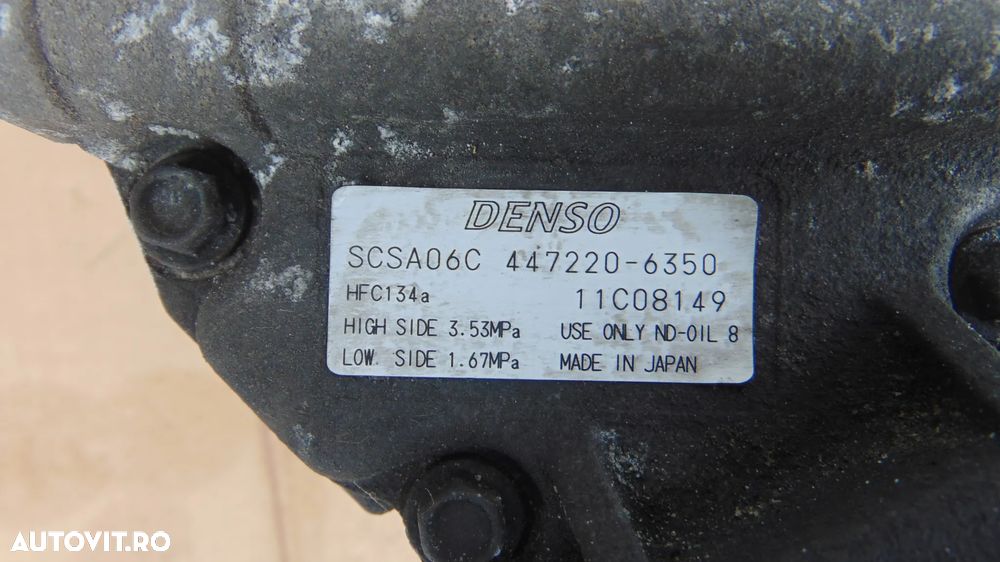 DENSO
SCSA06C 447220-6350
HFC134a 11C08149
HIGH SIDE 3.53MPa USE ONLY ND-OIL 8
LOW SIDE 1.67MPa MADE IN JAPAN
AUTOVIT.RO